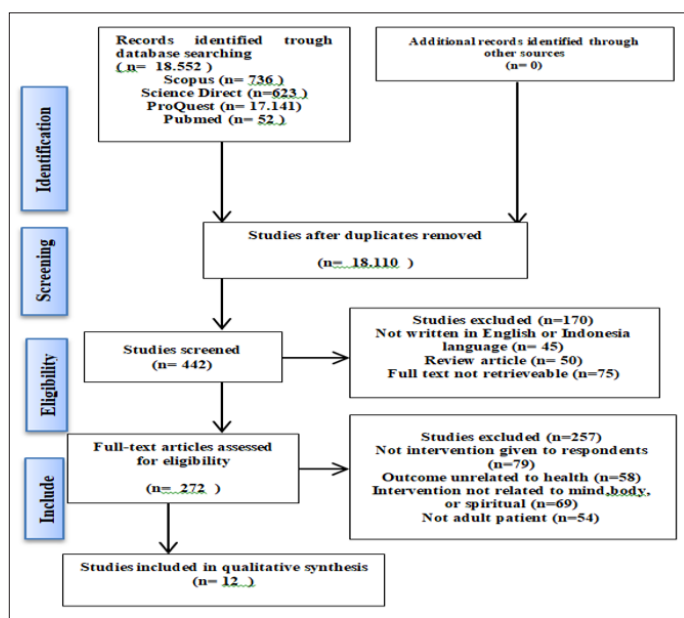 Records identified trough
database searching
( n= 18.552 )
Scopus (n= 736 )
Science Direct (n=623 )
ProQuest (n= 17.141)
Pubmed (n= 52 )
Additional records identified through
other sources
(n= 0)
Identification
Studies after duplicates removed
(n= 18.110 )
Screening
Studies screened
(n= 442)
Studies excluded (n=170)
Not written in English or Indonesia
language (n= 45)
Review article (n= 50)
Full text not retrieveable (n=75)
Eligibility
Full-text articles assessed
for eligibility
(n= 272 )
Studies excluded (n=257)
Not intervention given to respondents
(n=79)
Outcome unrelated to health (n=58)
Intervention not related to mind,body,
or spiritual (n=69)
Not adult patient (n=54)
Include
Studies included in qualitative synthesis
(n= 12 )